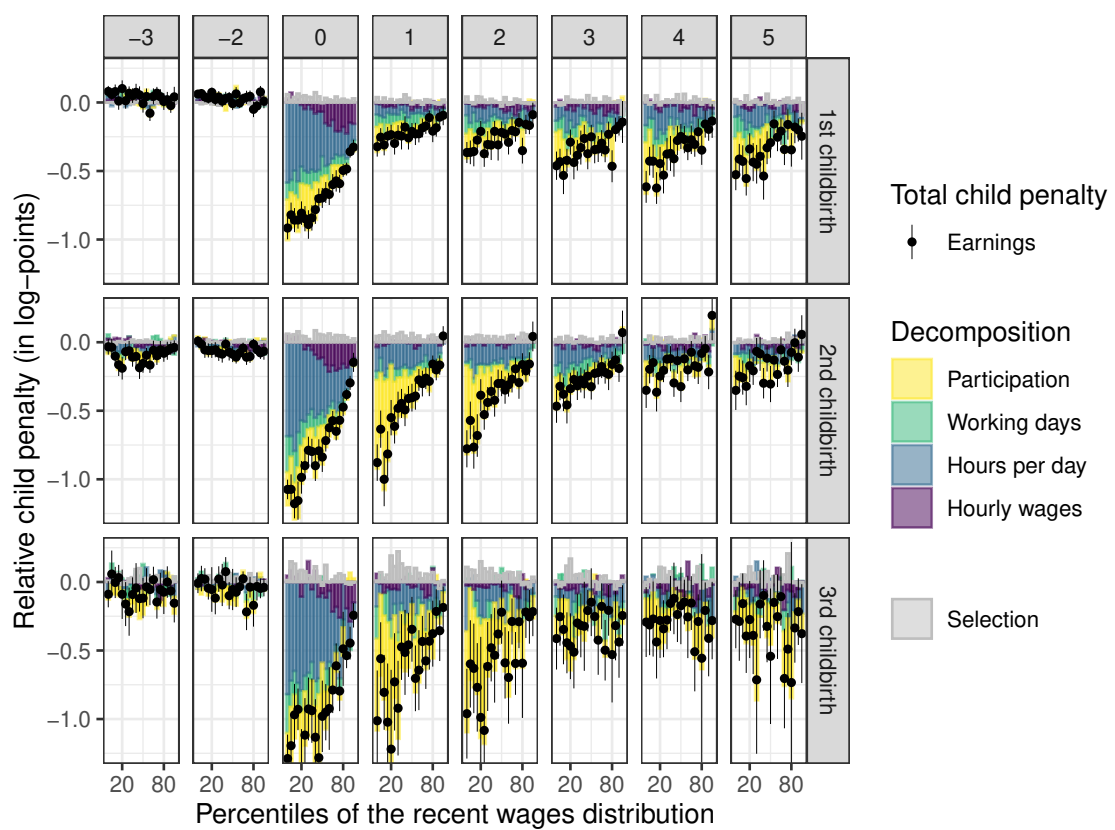 −3 −2 0 1 2 3 4 5
0.0
−0.5
−1.0
1st childbirth
0.0
−0.5
−1.0
2nd childbirth
0.0
−0.5
−1.0
3rd childbirth
20 80 20 80 20 80 20 80 20 80 20 80 20 80 20 80
Percentiles of the recent wages distribution
Relative child penalty (in log−points)
Total child penalty
Earnings
Decomposition
Participation
Working days
Hours per day
Hourly wages
Selection